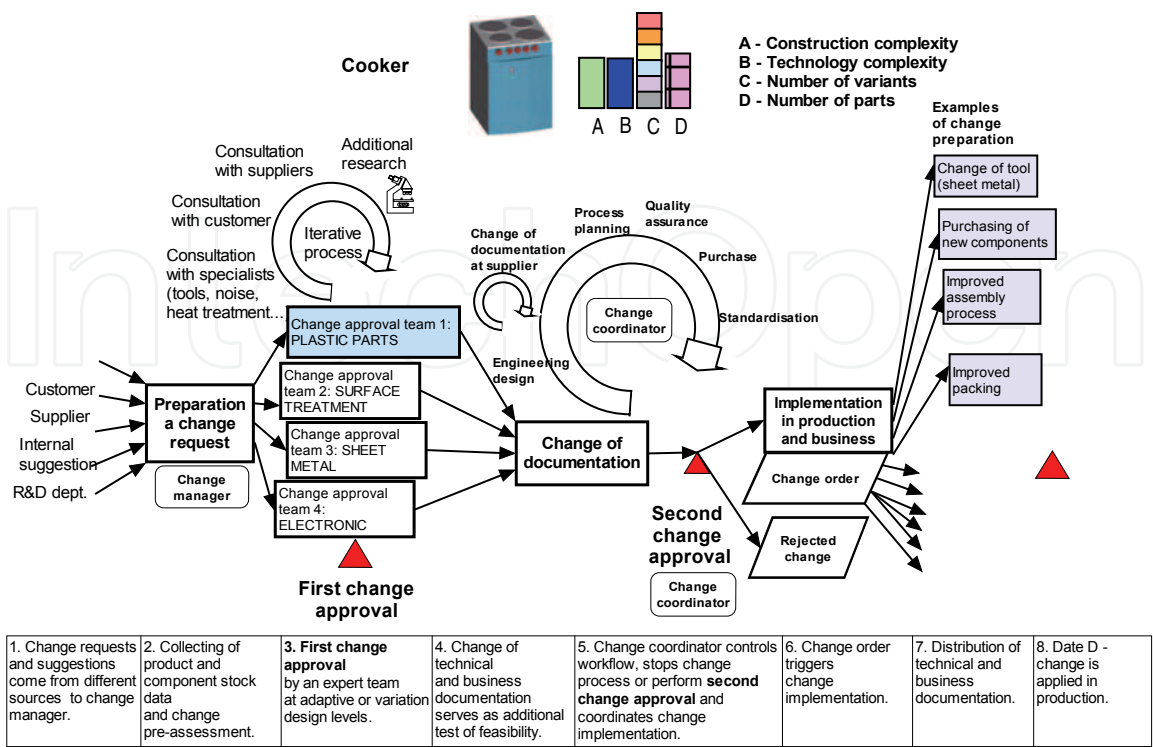 Cooker
A B C D
A - Construction complexity
B - Technology complexity
C - Number of variants
D - Number of parts
Examples
of change
preparation
Change of tool
(sheet metal)
Purchasing of
new components
Improved
assembly
process
Improved
packing
Consultation
with suppliers
Additional
research
Consultation
with customer
Iterative
process
Consultation
with specialists
(tools, noise,
heat treatment...
Change of
documentation
at supplier
Process
planning
Quality
assurance
Purchase
Standardisation
Change
coordinator
Engineering
design
Customer
Supplier
Internal
suggestion
R&D dept.
Preparation
a change
request
Change
manager
Change approval team 1:
PLASTIC PARTS
Change approval
team 2: SURFACE
TREATMENT
Change approval
team 3: SHEET
METAL
Change approval
team 4:
ELECTRONIC
First change
approval
Change of
documentation
Second
change
approval
Change
coordinator
Implementation
in production
and business
Change order
Rejected
change
1. Change requests
and suggestions
come from different
sources to change
manager.
2. Collecting of
product and
component stock
data
and change
pre-assessment.
3. First change
approval
by an expert team
at adaptive or variation
design levels.
4. Change of
technical
and business
documentation
serves as additional
test of feasibility.
5. Change coordinator controls
workflow, stops change
process or perform second
change approval and
coordinates change
implementation.
6. Change order
triggers
change
implementation.
7. Distribution of
technical and
business
documentation.
8. Date D -
change is
applied in
production.
IntechOpen